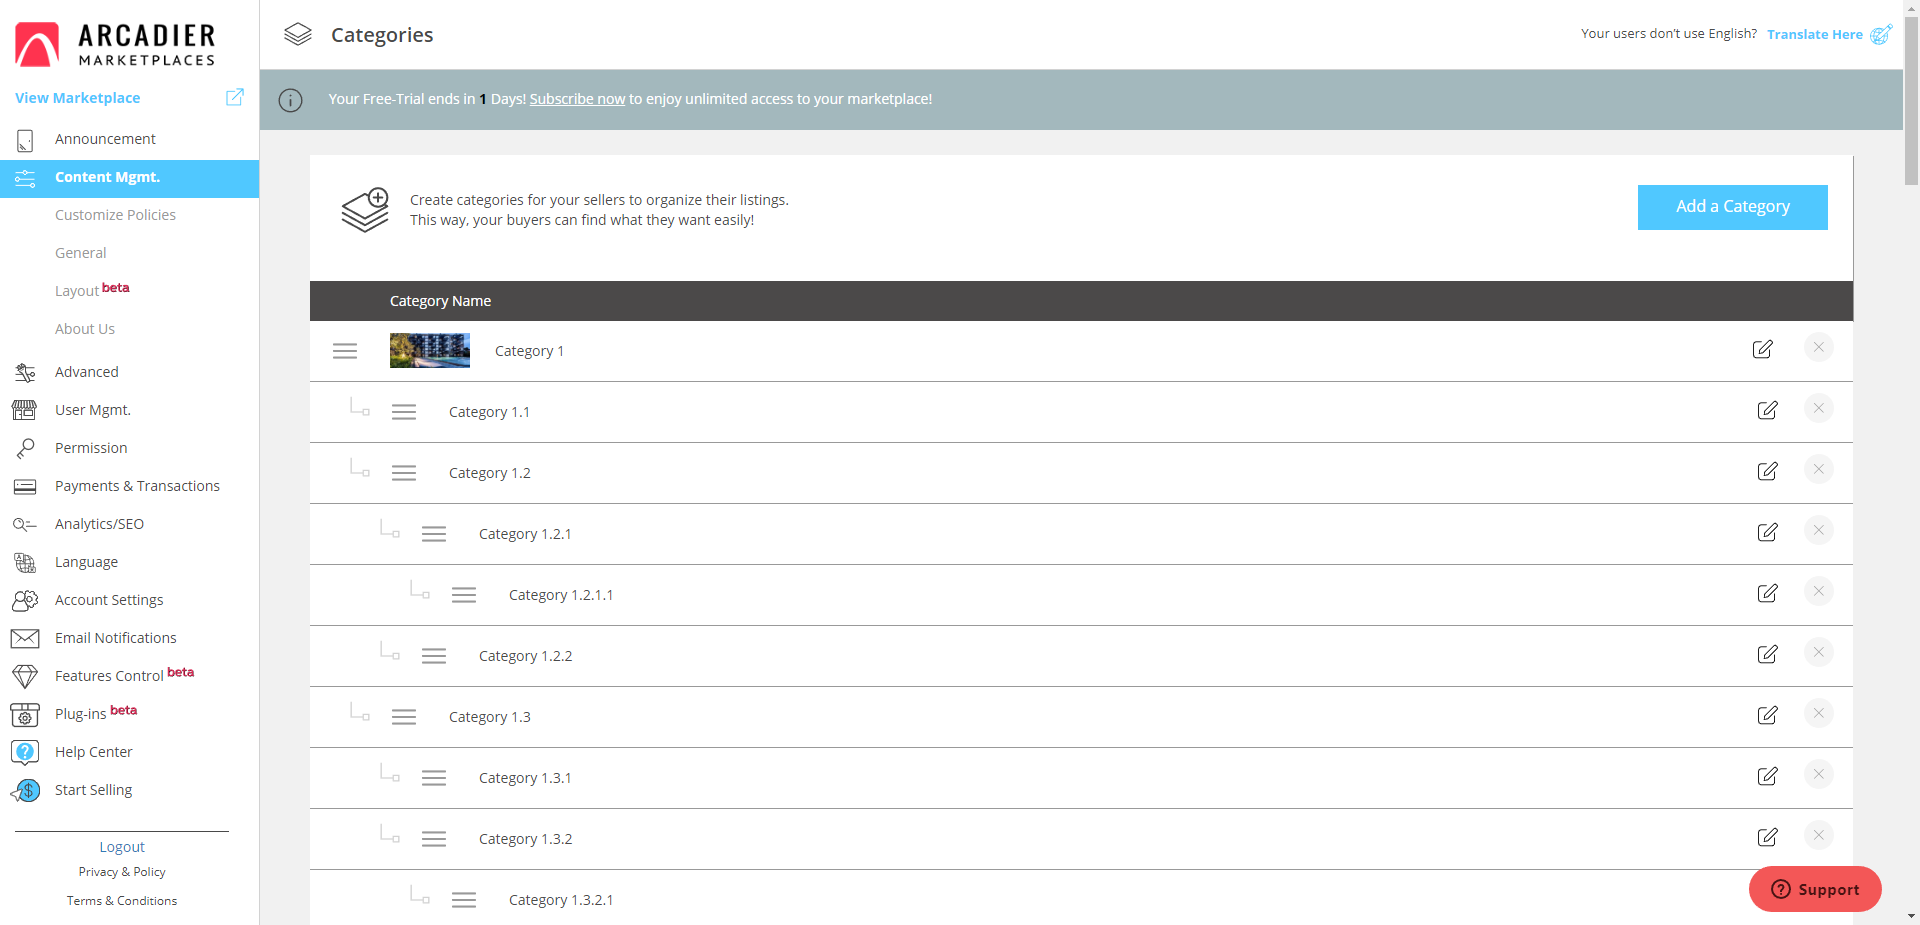 ARCADIER
MARKETPLACES
View Marketplace
Announcement
Content Mgmt.
Customize Policies
General
Layout beta
About Us
Advanced
User Mgmt.
Permission
Payments & Transactions
Analytics/SEO
Language
Account Settings
Email Notifications
Features Control beta
Plug-ins beta
Help Center
Start Selling
Logout
Privacy & Policy
Terms & Conditions
Categories
Your users don't use English? Translate Here
Your Free-Trial ends in 1 Days! Subscribe now to enjoy unlimited access to your marketplace!
Create categories for your sellers to organize their listings.
This way, your buyers can find what they want easily!
Add a Category
Category Name
Category 1
Category 1.1
Category 1.2
Category 1.2.1
Category 1.2.1.1
Category 1.2.2
Category 1.3
Category 1.3.1
Category 1.3.2
Category 1.3.2.1
Support